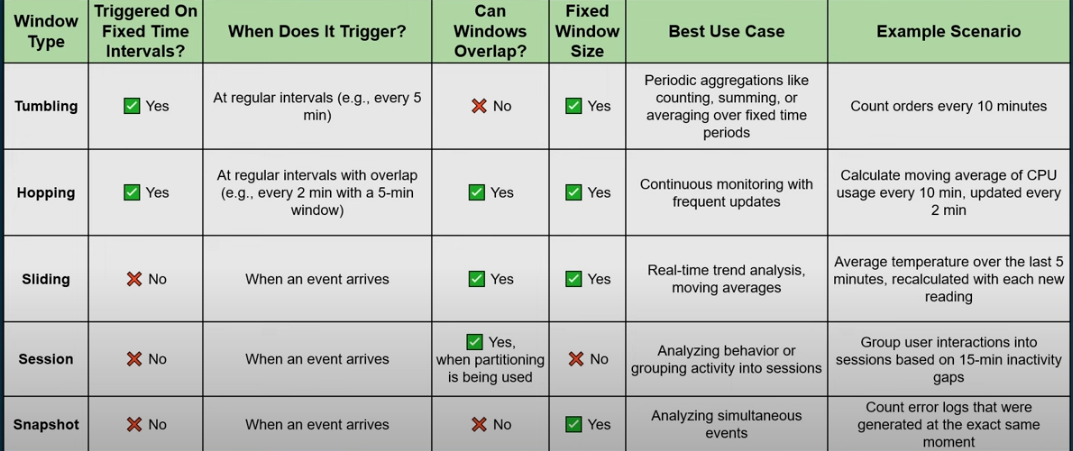 Window Type
Triggered On Fixed Time Intervals?
When Does It Trigger?
Can Windows Overlap?
Fixed Window Size
Best Use Case
Example Scenario
Tumbling
✅ Yes
At regular intervals (e.g., every 5 min)
❌ No
✅ Yes
Periodic aggregations like counting, summing, or averaging over fixed time periods
Count orders every 10 minutes
Hopping
✅ Yes
At regular intervals with overlap (e.g., every 2 min with a 5-min window)
✅ Yes
✅ Yes
Continuous monitoring with frequent updates
Calculate moving average of CPU usage every 10 min, updated every 2 min
Sliding
❌ No
When an event arrives
✅ Yes
✅ Yes
Real-time trend analysis, moving averages
Average temperature over the last 5 minutes, recalculated with each new reading
Session
❌ No
When an event arrives
✅ Yes, when partitioning is being used
❌ No
Analyzing behavior or grouping activity into sessions
Group user interactions into sessions based on 15-min inactivity gaps
Snapshot
❌ No
When an event arrives
❌ No
✅ Yes
Analyzing simultaneous events
Count error logs that were generated at the exact same moment